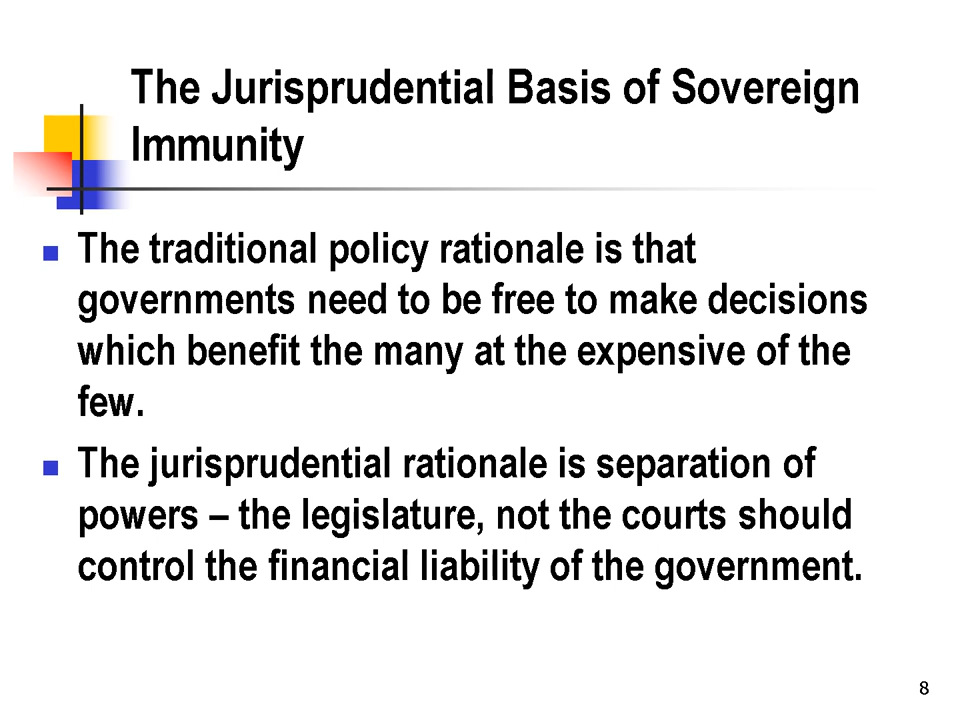 The Jurisprudential Basis of Sovereign
Immunity
The traditional policy rationale is that
governments need to be free to make decisions
which benefit the many at the expensive of the
few.
The jurisprudential rationale is separation of
powers – the legislature, not the courts should
control the financial liability of the government.
8